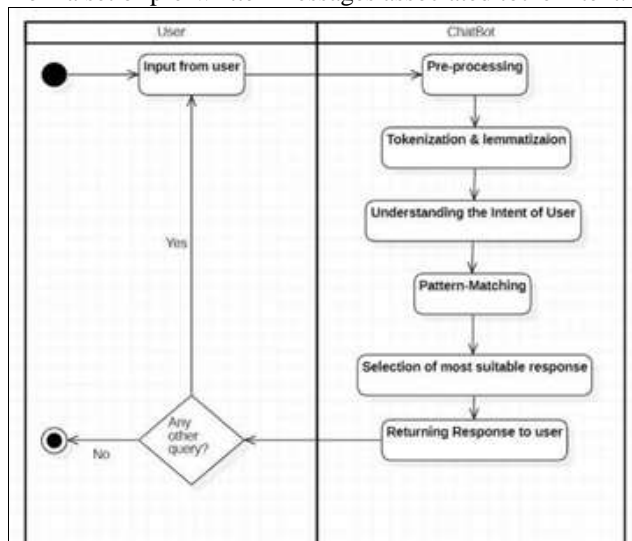 User
ChatBot
Input from user
Pre-processing
Tokenization & lemmatizaion
Understanding the Intent of User
Yes
Pattern-Matching
Selection of most suitable response
Any
other
query?
Returning Response to user
No